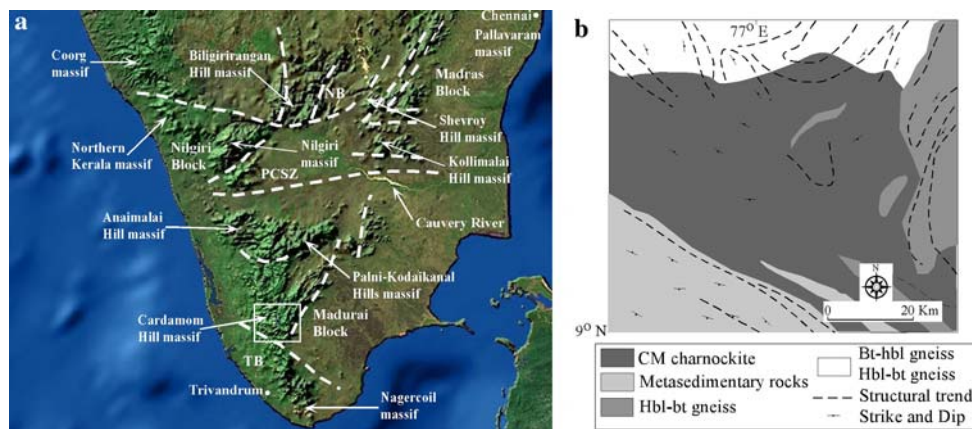 a
Chennai
Pallavaram
massif
Coorg
massif
Biligirirangan
Hill massif
NB
Madras
Block
Shevroy
Hill massif
Northern
Kerala massif
Nilgiri
Block
Nilgiri
massif
Kollimalai
Hill massif
PCSZ
Cauvery River
Anaimalai
Hill massif
Palni-Kodaikanal
Hills massif
Cardamom
Hill massif
Madurai
Block
TB
Trivandrum
Nagercoil
massif
b
77° E
N
0 20 Km
9° N
CM charnockite
Metasedimentary rocks
Hbl-bt gneiss
Bt-hbl gneiss
Hbl-bt gneiss
Structural trend
Strike and Dip